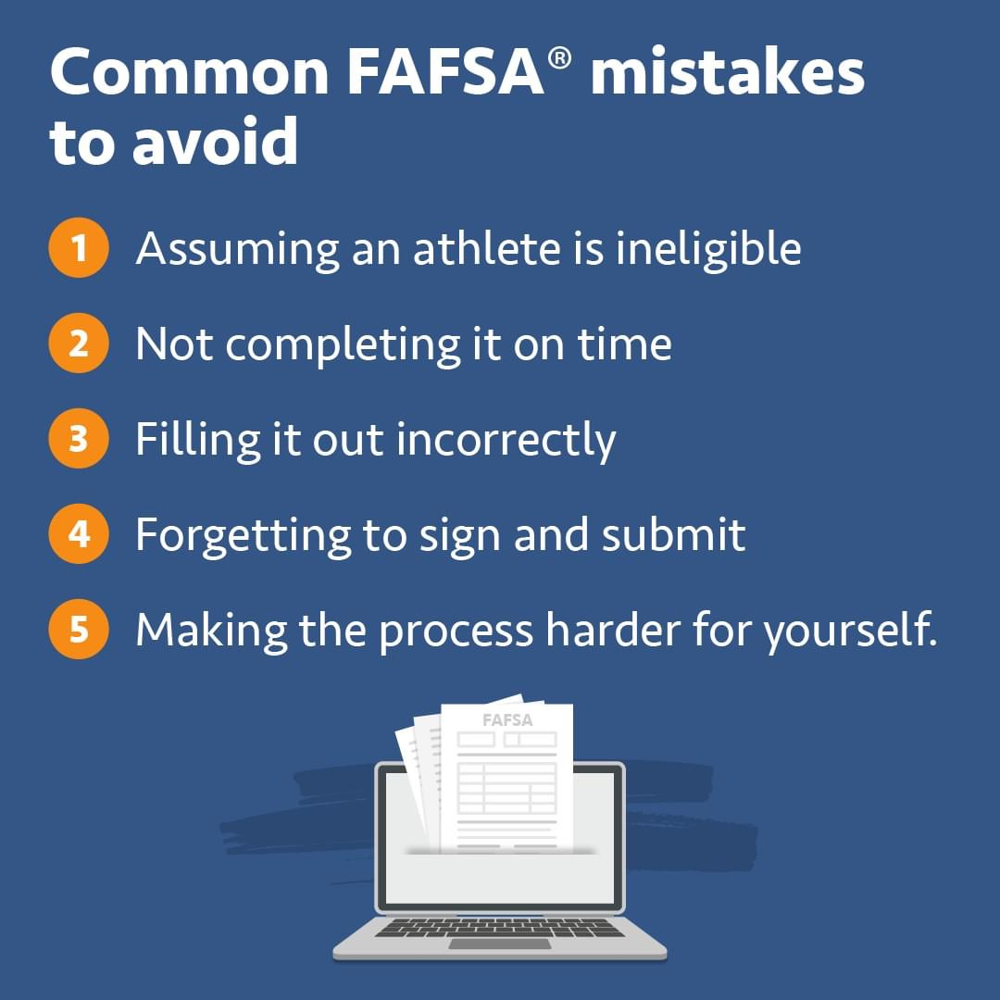 Common FAFSA® mistakes
to avoid
1 Assuming an athlete is ineligible
2 Not completing it on time
3 Filling it out incorrectly
4 Forgetting to sign and submit
5 Making the process harder for yourself.
FAFSA